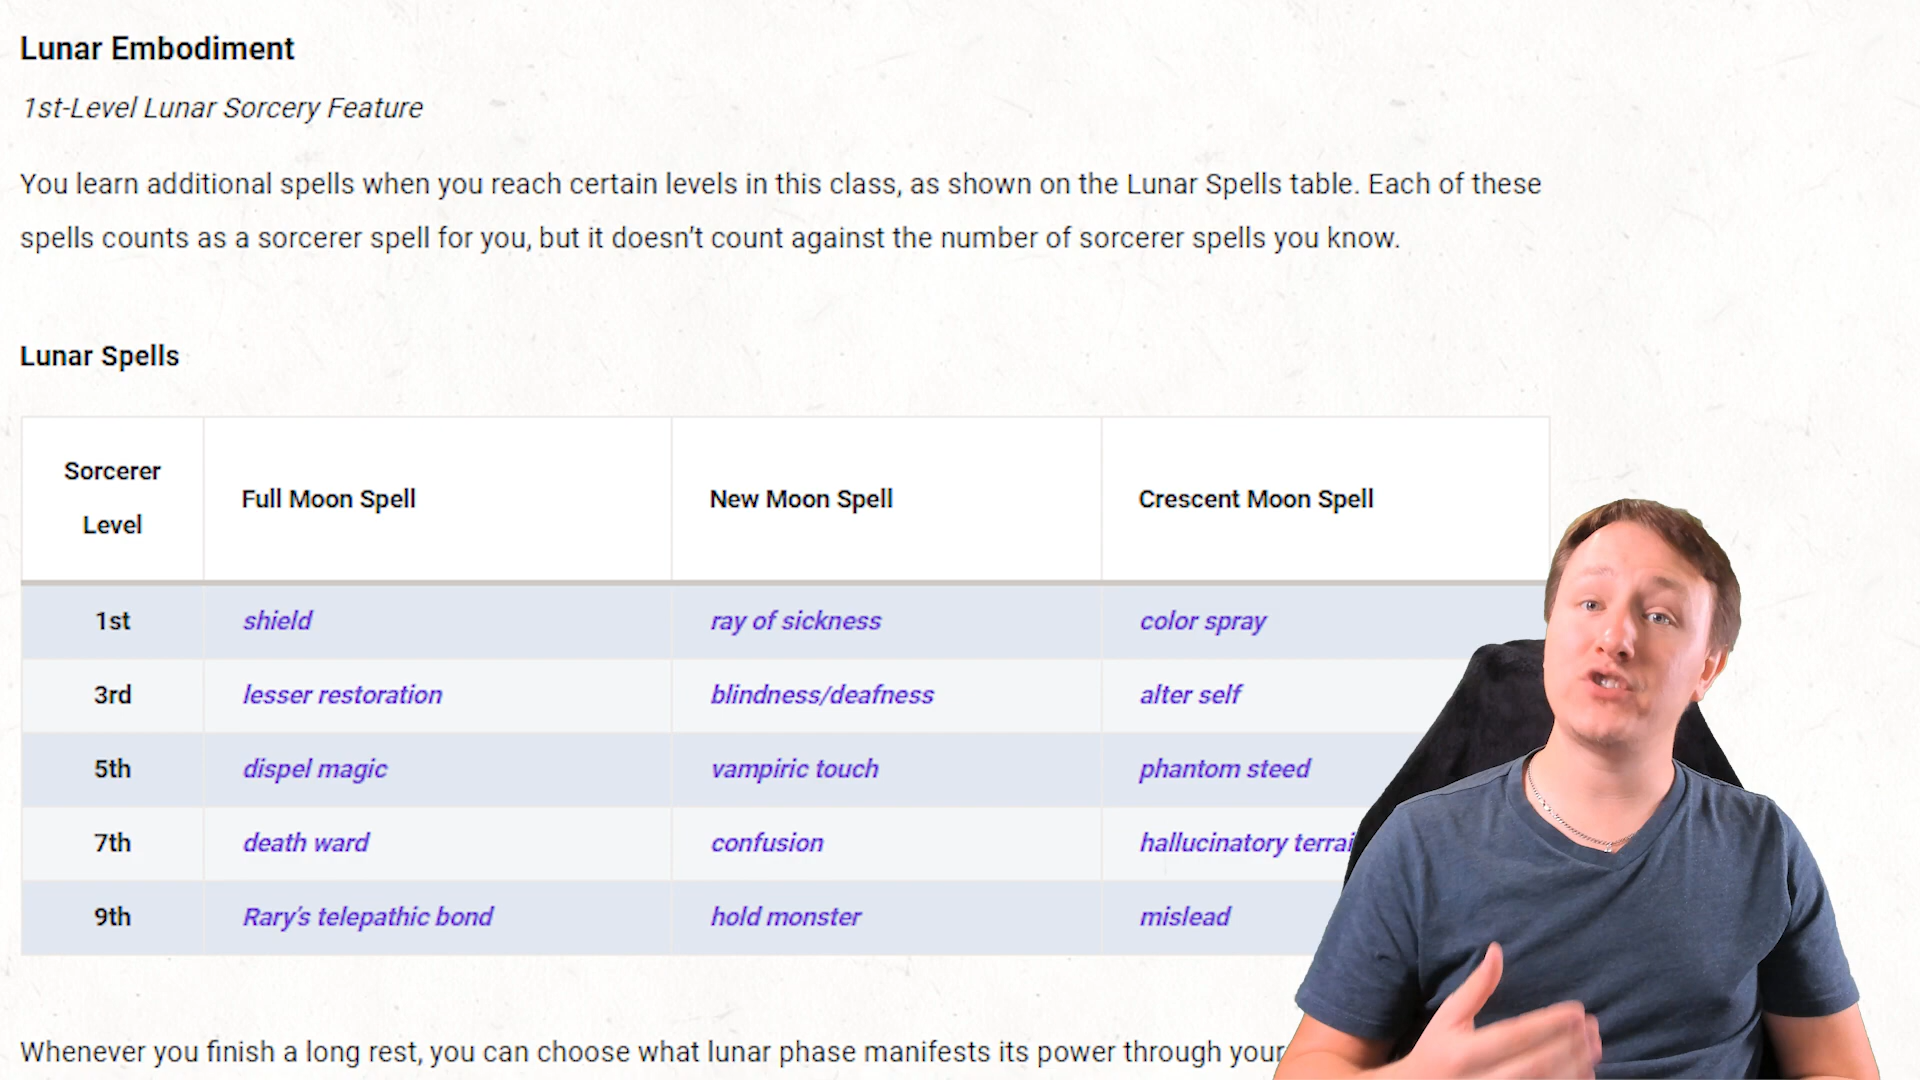 Lunar Embodiment
1st-Level Lunar Sorcery Feature
You learn additional spells when you reach certain levels in this class, as shown on the Lunar Spells table. Each of these
spells counts as a sorcerer spell for you, but it doesn’t count against the number of sorcerer spells you know.
Lunar Spells
Sorcerer
Level
Full Moon Spell
New Moon Spell
Crescent Moon Spell
1st shield ray of sickness color spray
3rd lesser restoration blindness/deafness alter self
5th dispel magic vampiric touch phantom steed
7th death ward confusion hallucinatory terrai
9th Rary’s telepathic bond hold monster mislead
Whenever you finish a long rest, you can choose what lunar phase manifests its power through your